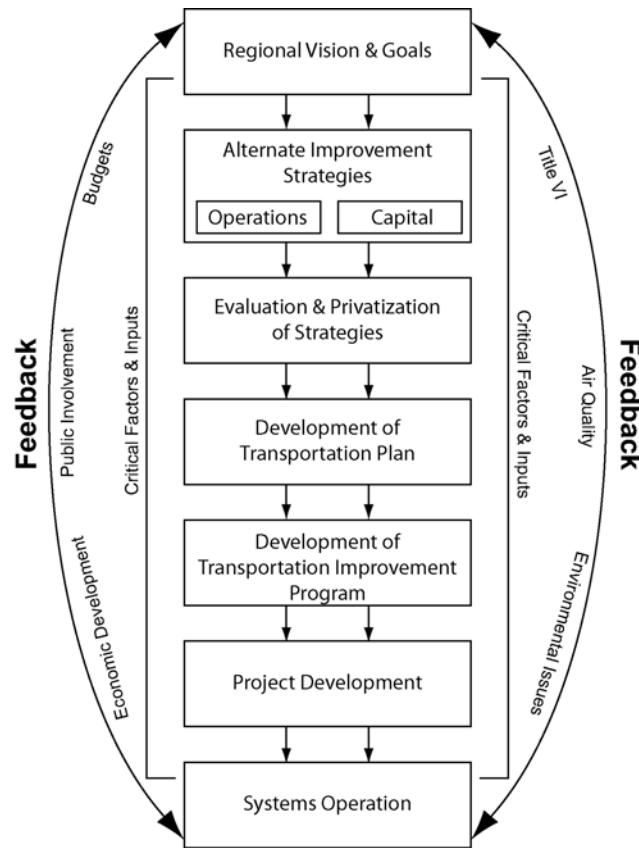 Regional Vision & Goals
Alternate Improvement
Strategies
Operations
Capital
Evaluation & Privatization
of Strategies
Development of
Transportation Plan
Development of
Transportation Improvement
Program
Project Development
Systems Operation
Feedback
Budgets
Public Involvement
Economic Development
Critical Factors & Inputs
Critical Factors & Inputs
Title VI
Air Quality
Environmental Issues
Feedback